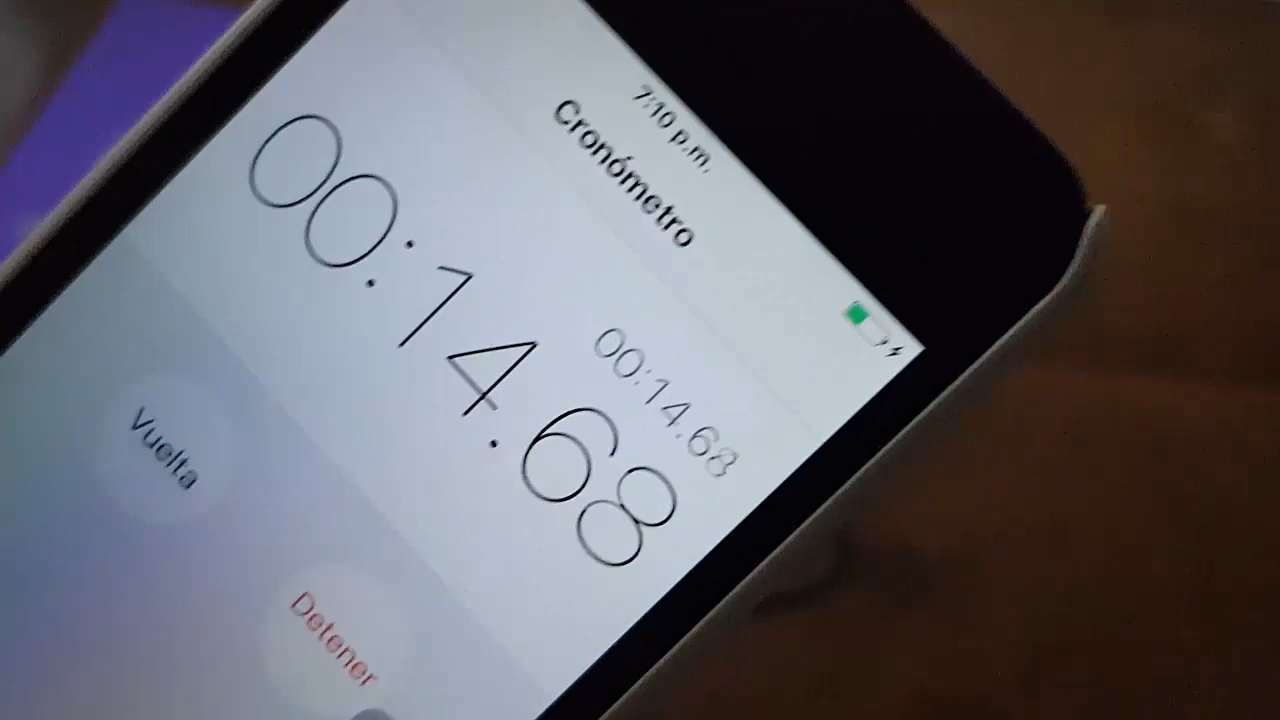 7:10 p.m.
Cronómetro
00:14.68
00:14.68
Vuelta
Detener